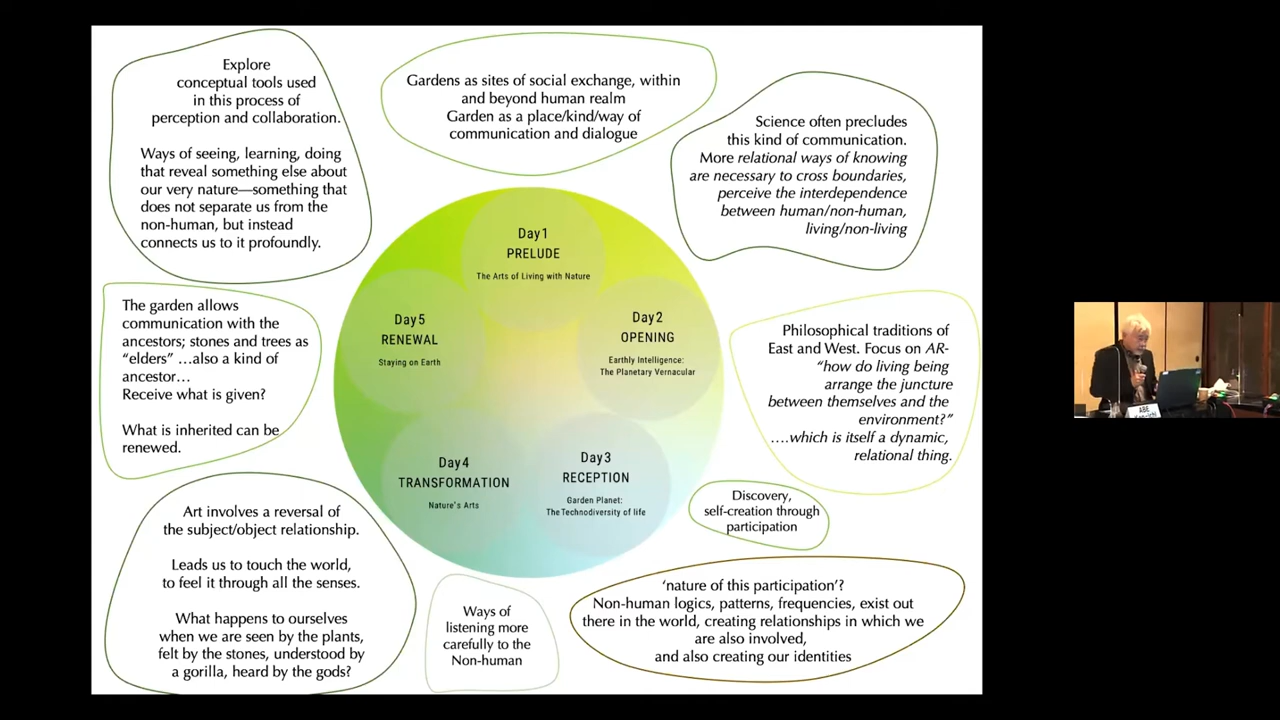 Explore
conceptual tools used
in this process of
perception and collaboration.
Ways of seeing, learning, doing
that reveal something else about
our very nature—something that
does not separate us from the
non-human, but instead
connects us to it profoundly.
Gardens as sites of social exchange, within
and beyond human realm
Garden as a place/kind/way of
communication and dialogue
Science often precludes
this kind of communication.
More relational ways of knowing
are necessary to cross boundaries,
perceive the interdependence
between human/non-human,
living/non-living
Day1
PRELUDE
The Arts of Living with Nature
Day2
OPENING
Earthly Intelligence:
The Planetary Vernacular
Day3
RECEPTION
Garden Planet:
The Technodiversity of life
Day4
TRANSFORMATION
Nature's Arts
Day5
RENEWAL
Staying on Earth
The garden allows
communication with the
ancestors; stones and trees as
“elders” …also a kind of
ancestor…
Receive what is given?
What is inherited can be
renewed.
Philosophical traditions of
East and West. Focus on AR-
“how do living being
arrange the juncture
between themselves and the
environment?”
….which is itself a dynamic,
relational thing.
Discovery,
self-creation through
participation
Art involves a reversal of
the subject/object relationship.
Leads us to touch the world,
to feel it through all the senses.
What happens to ourselves
when we are seen by the plants,
felt by the stones, understood by
a gorilla, heard by the gods?
Ways of
listening more
carefully to the
Non-human
‘nature of this participation’?
Non-human logics, patterns, frequencies, exist out
there in the world, creating relationships in which we
are also involved,
and also creating our identities
ABE